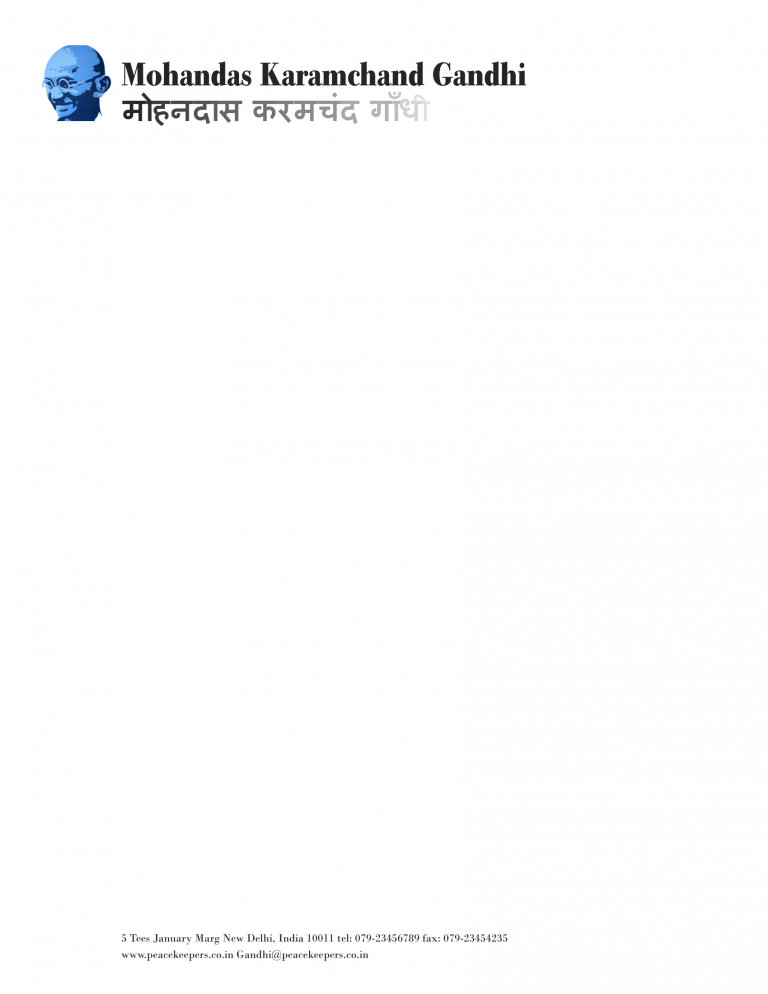 Mohandas Karamchand Gandhi
मोहनदास करमचंद गाँधी
5 Tees January Marg New Delhi, India 10011 tel: 079-23456789 fax: 079-23454235
www.peacekeepers.co.in Gandhi@peacekeepers.co.in